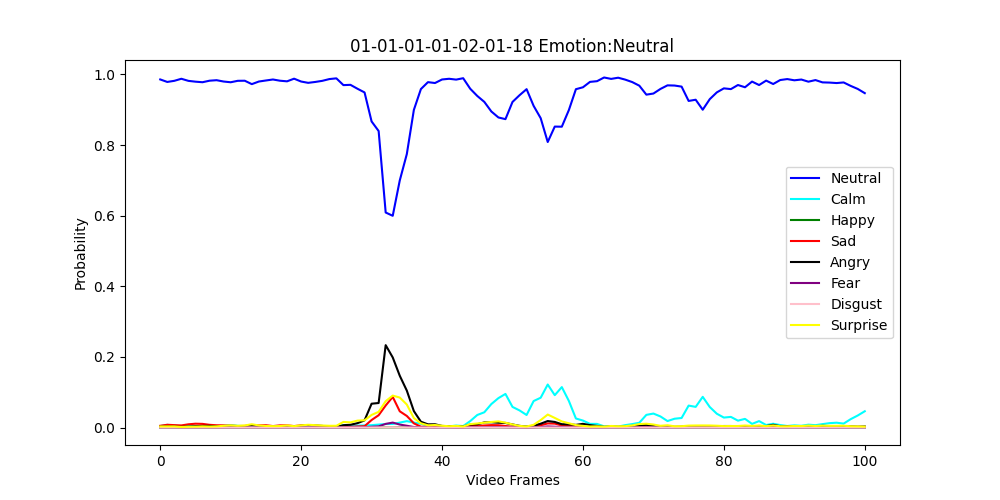 01-01-01-01-02-01-18 Emotion:Neutral
1.0
0.8
0.6
0.4
0.2
0.0
Probability
0
20
40
60
80
100
Video Frames
Neutral
Calm
Happy
Sad
Angry
Fear
Disgust
Surprise